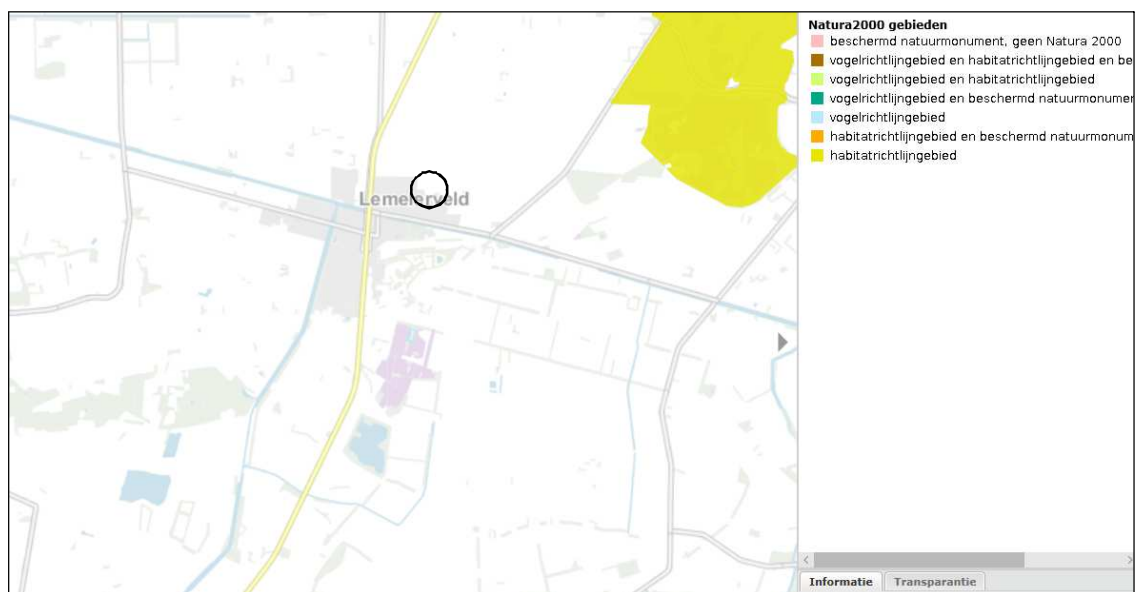 Lemelerveld
Natura2000 gebieden
beschermd natuurmonument, geen Natura 2000
vogelrichtlijngebied en habitatrichtlijngebied en be
vogelrichtlijngebied en habitatrichtlijngebied
vogelrichtlijngebied en beschermd natuurmonumen
vogelrichtlijngebied
habitatrichtlijngebied en beschermd natuurmonum
habitatrichtlijngebied
Informatie Transparantie